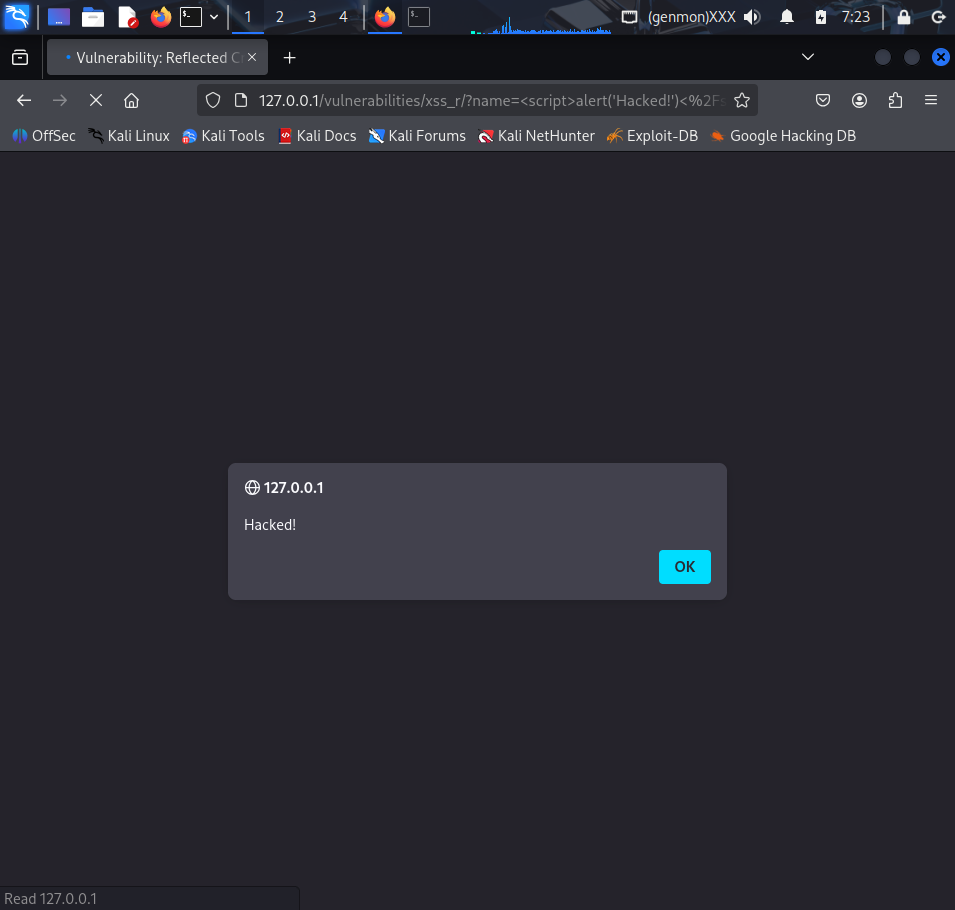 1 2 3 4 (genmon)XXX 7:23
Vulnerability: Reflected C
127.0.0.1/vulnerabilities/xss_r/?name=<script>alert('Hacked!')<%2Fs
OffSec Kali Linux Kali Tools Kali Docs Kali Forums Kali NetHunter Exploit-DB Google Hacking DB
127.0.0.1
Hacked!
OK
Read 127.0.0.1